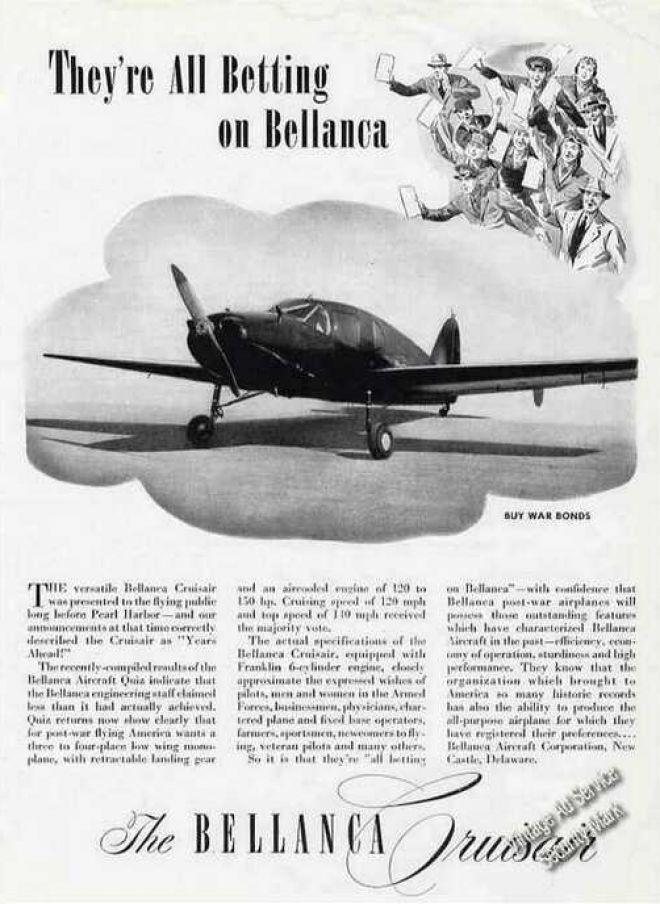 They're All Betting
on Bellanca
BUY WAR BONDS
THE versatile Bellanca Cruisair
was presented to the flying public
long before Pearl Harbor—and our
announcements at that time correctly
described the Cruisair as "Years
Ahead!"
The recently-compiled results of the
Bellanca Aircraft Quiz indicate that
the Bellanca engineering staff claimed
less than it had actually achieved.
Quiz returns now show clearly that
for post-war flying America wants a
three to four-place low wing mono-
plane, with retractable landing gear
and an aircooled engine of 120 to
150 hp. Cruising speed of 120 mph
and top speed of 140 mph received
the majority vote.
The actual specifications of the
Bellanca Cruisair, equipped with
Franklin 6-cylinder engine, closely
approximate the expressed wishes of
pilots, men and women in the Armed
Forces, businessmen, physicians, char-
tered plane and fixed base operators,
farmers, sportsmen, newcomers to fly-
ing, veteran pilots and many others.
So it is that they're "all betting
on Bellanca"—with confidence that
Bellanca post-war airplanes will
possess those outstanding features
which have characterized Bellanca
Aircraft in the past—efficiency, econ-
omy of operation, sturdiness and high
performance. They know that the
organization which brought to
America so many historic records
has also the ability to produce the
all-purpose airplane for which they
have registered their preferences....
Bellanca Aircraft Corporation, New
Castle, Delaware.
The BELLANCA Cruisair
Vintage Ad Service